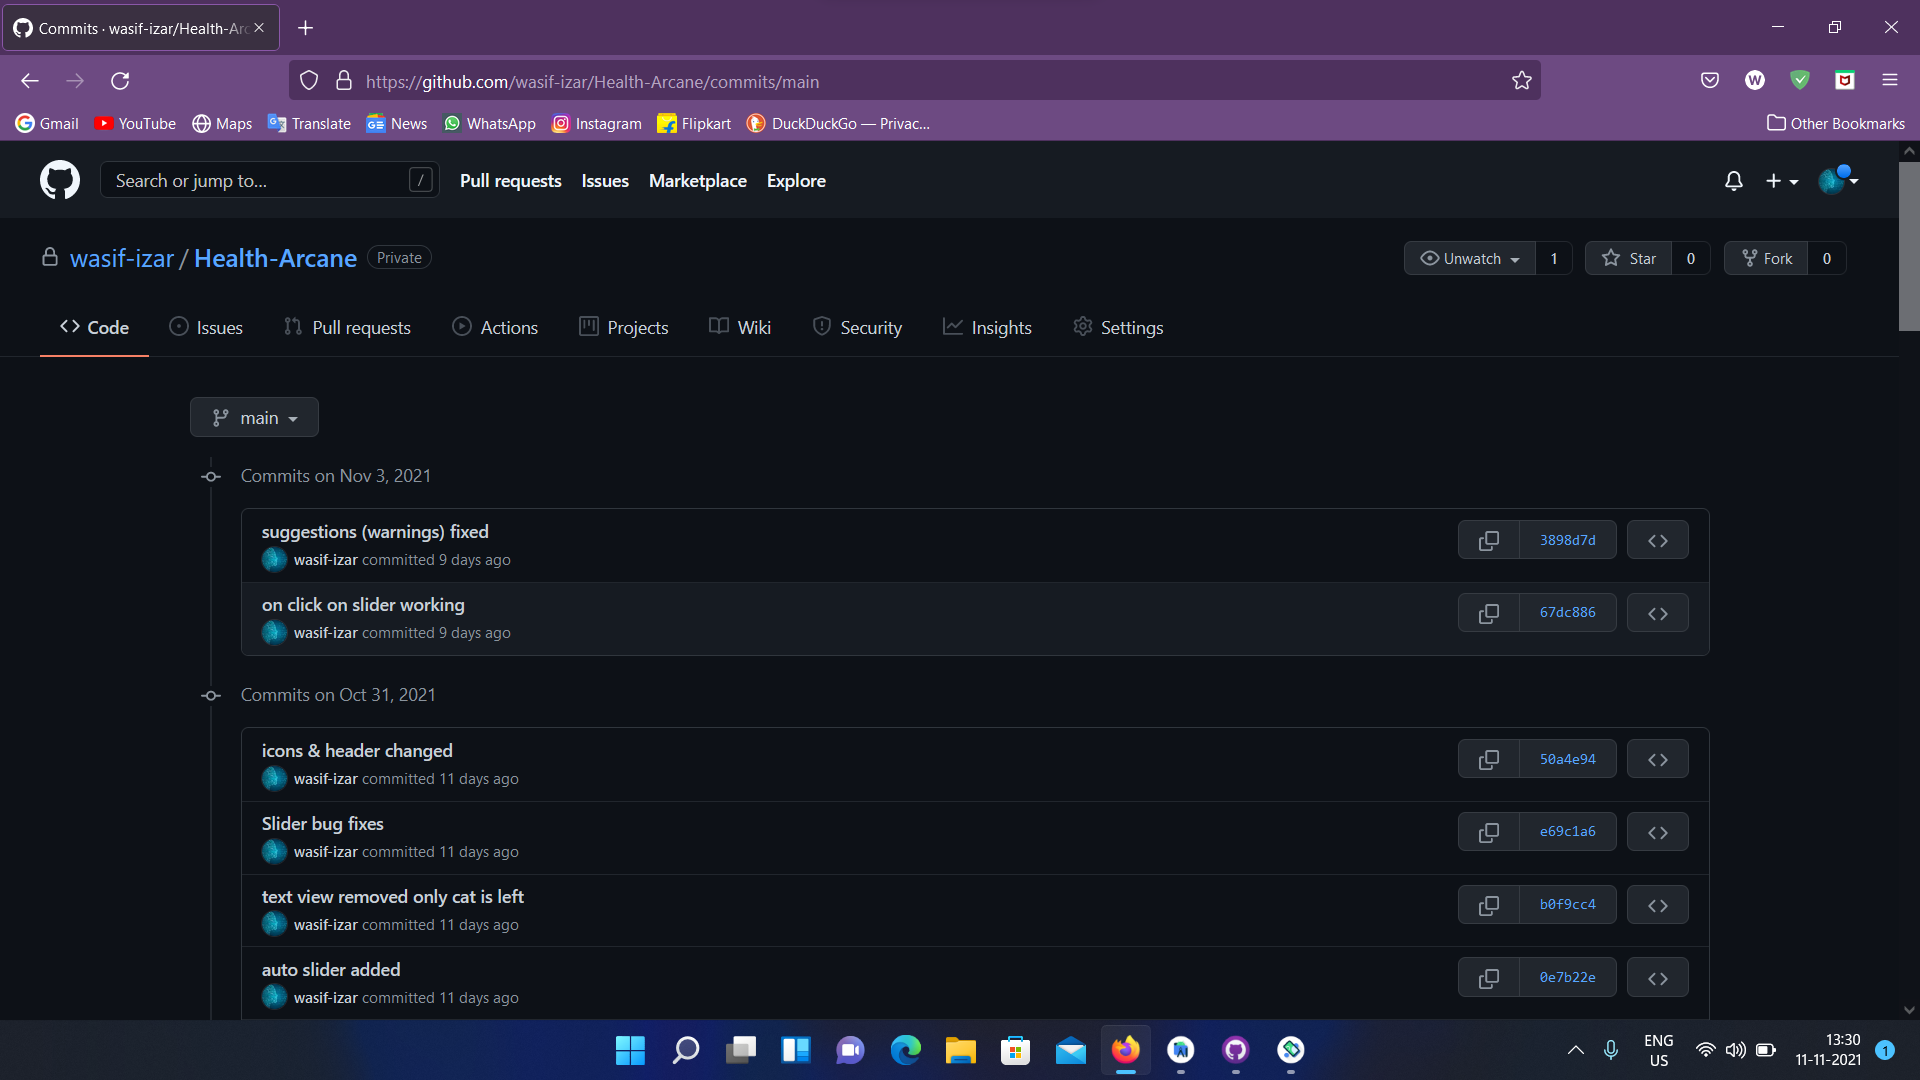 Commits · wasif-izar/Health-Arc
https://github.com/wasif-izar/Health-Arcane/commits/main
W
Gmail YouTube Maps Translate News WhatsApp Instagram Flipkart DuckDuckGo — Privac... Other Bookmarks
Search or jump to... / Pull requests Issues Marketplace Explore
wasif-izar / Health-Arcane Private Unwatch 1 Star 0 Fork 0
Code Issues Pull requests Actions Projects Wiki Security Insights Settings
main
Commits on Nov 3, 2021
suggestions (warnings) fixed
wasif-izar committed 9 days ago
3898d7d
on click on slider working
wasif-izar committed 9 days ago
67dc886
Commits on Oct 31, 2021
icons & header changed
wasif-izar committed 11 days ago
50a4e94
Slider bug fixes
wasif-izar committed 11 days ago
e69c1a6
text view removed only cat is left
wasif-izar committed 11 days ago
b0f9cc4
auto slider added
wasif-izar committed 11 days ago
0e7b22e
ENG
US
13:30
11-11-2021
1